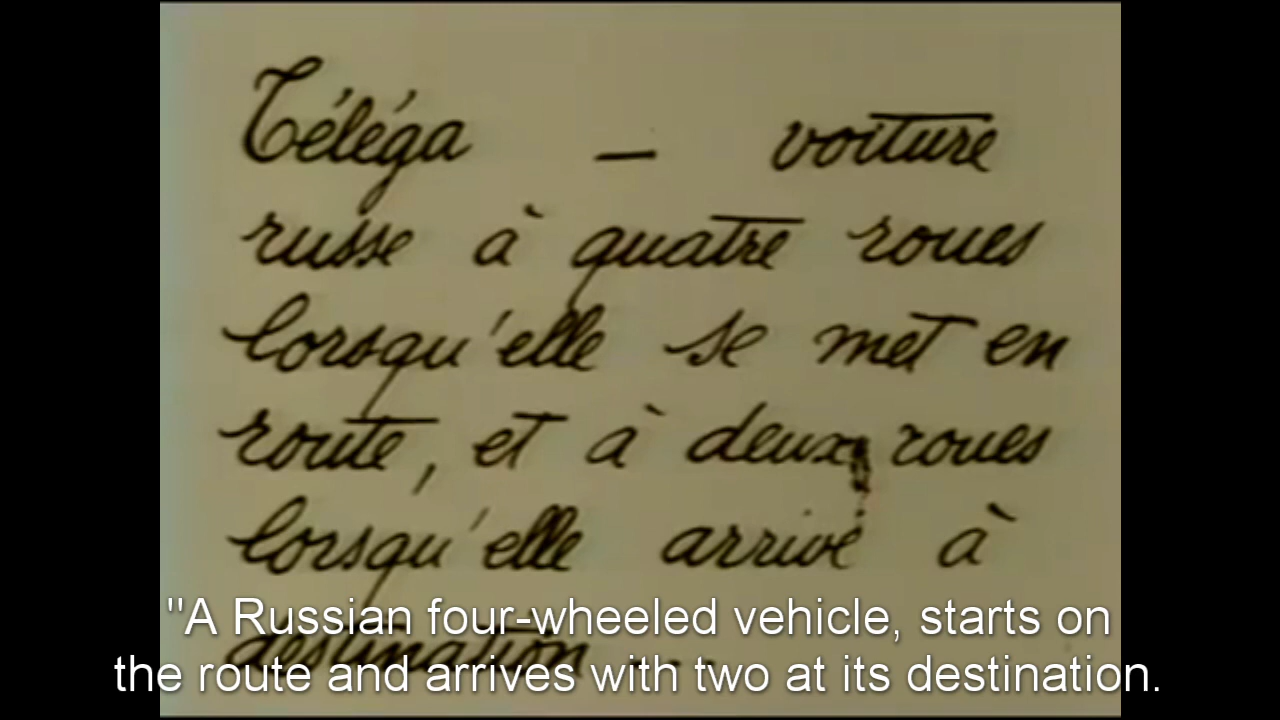 Téléga — voiture
russe à quatre roues
lorsqu'elle se met en
route, et à deux roues
lorsqu'elle arrive à
destination —
"A Russian four-wheeled vehicle, starts on
the route and arrives with two at its destination.